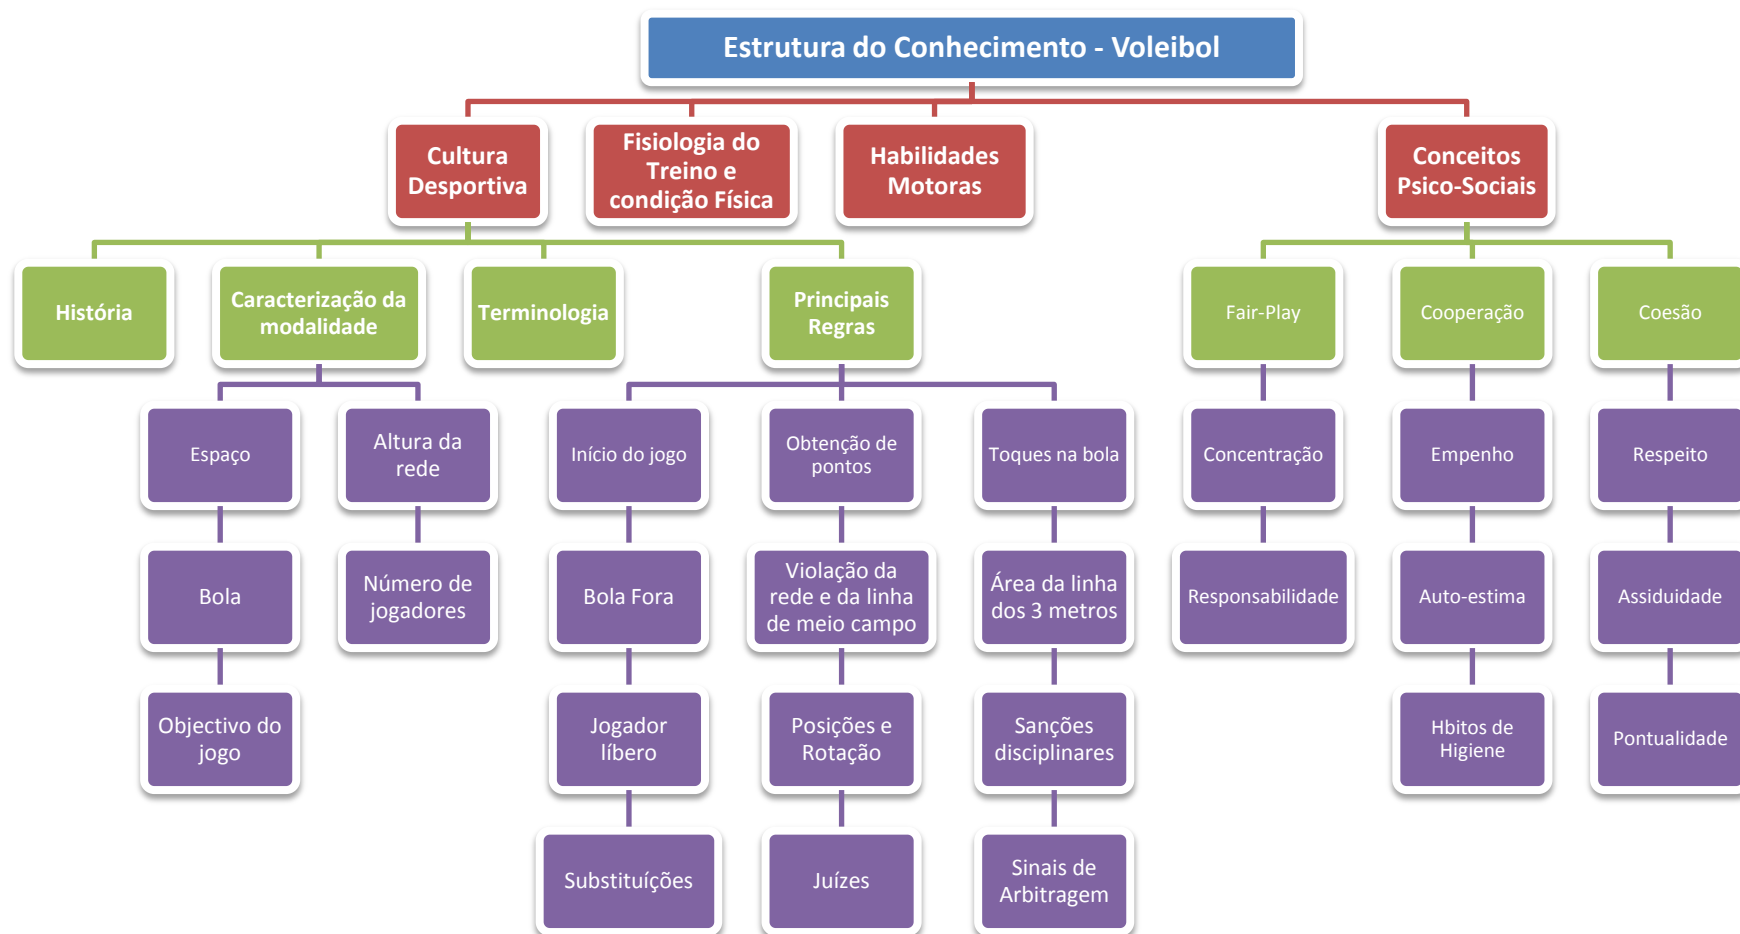 Estrutura do Conhecimento - Voleibol
Cultura
Desportiva
Fisiologia do
Treino e
condição Física
Habilidades
Motoras
Conceitos
Psico-Sociais
História
Caracterização da
modalidade
Terminologia
Principais
Regras
Fair-Play
Cooperação
Coesão
Espaço
Altura da
rede
Início do jogo
Obtenção de
pontos
Toques na bola
Concentração
Empenho
Respeito
Bola
Número de
jogadores
Bola Fora
Violação da
rede e da linha
de meio campo
Área da linha
dos 3 metros
Responsabilidade
Auto-estima
Assiduidade
Objectivo do
jogo
Jogador
líbero
Posições e
Rotação
Sanções
disciplinares
Hbitos de
Higiene
Pontualidade
Substituíções
Juízes
Sinais de
Arbitragem